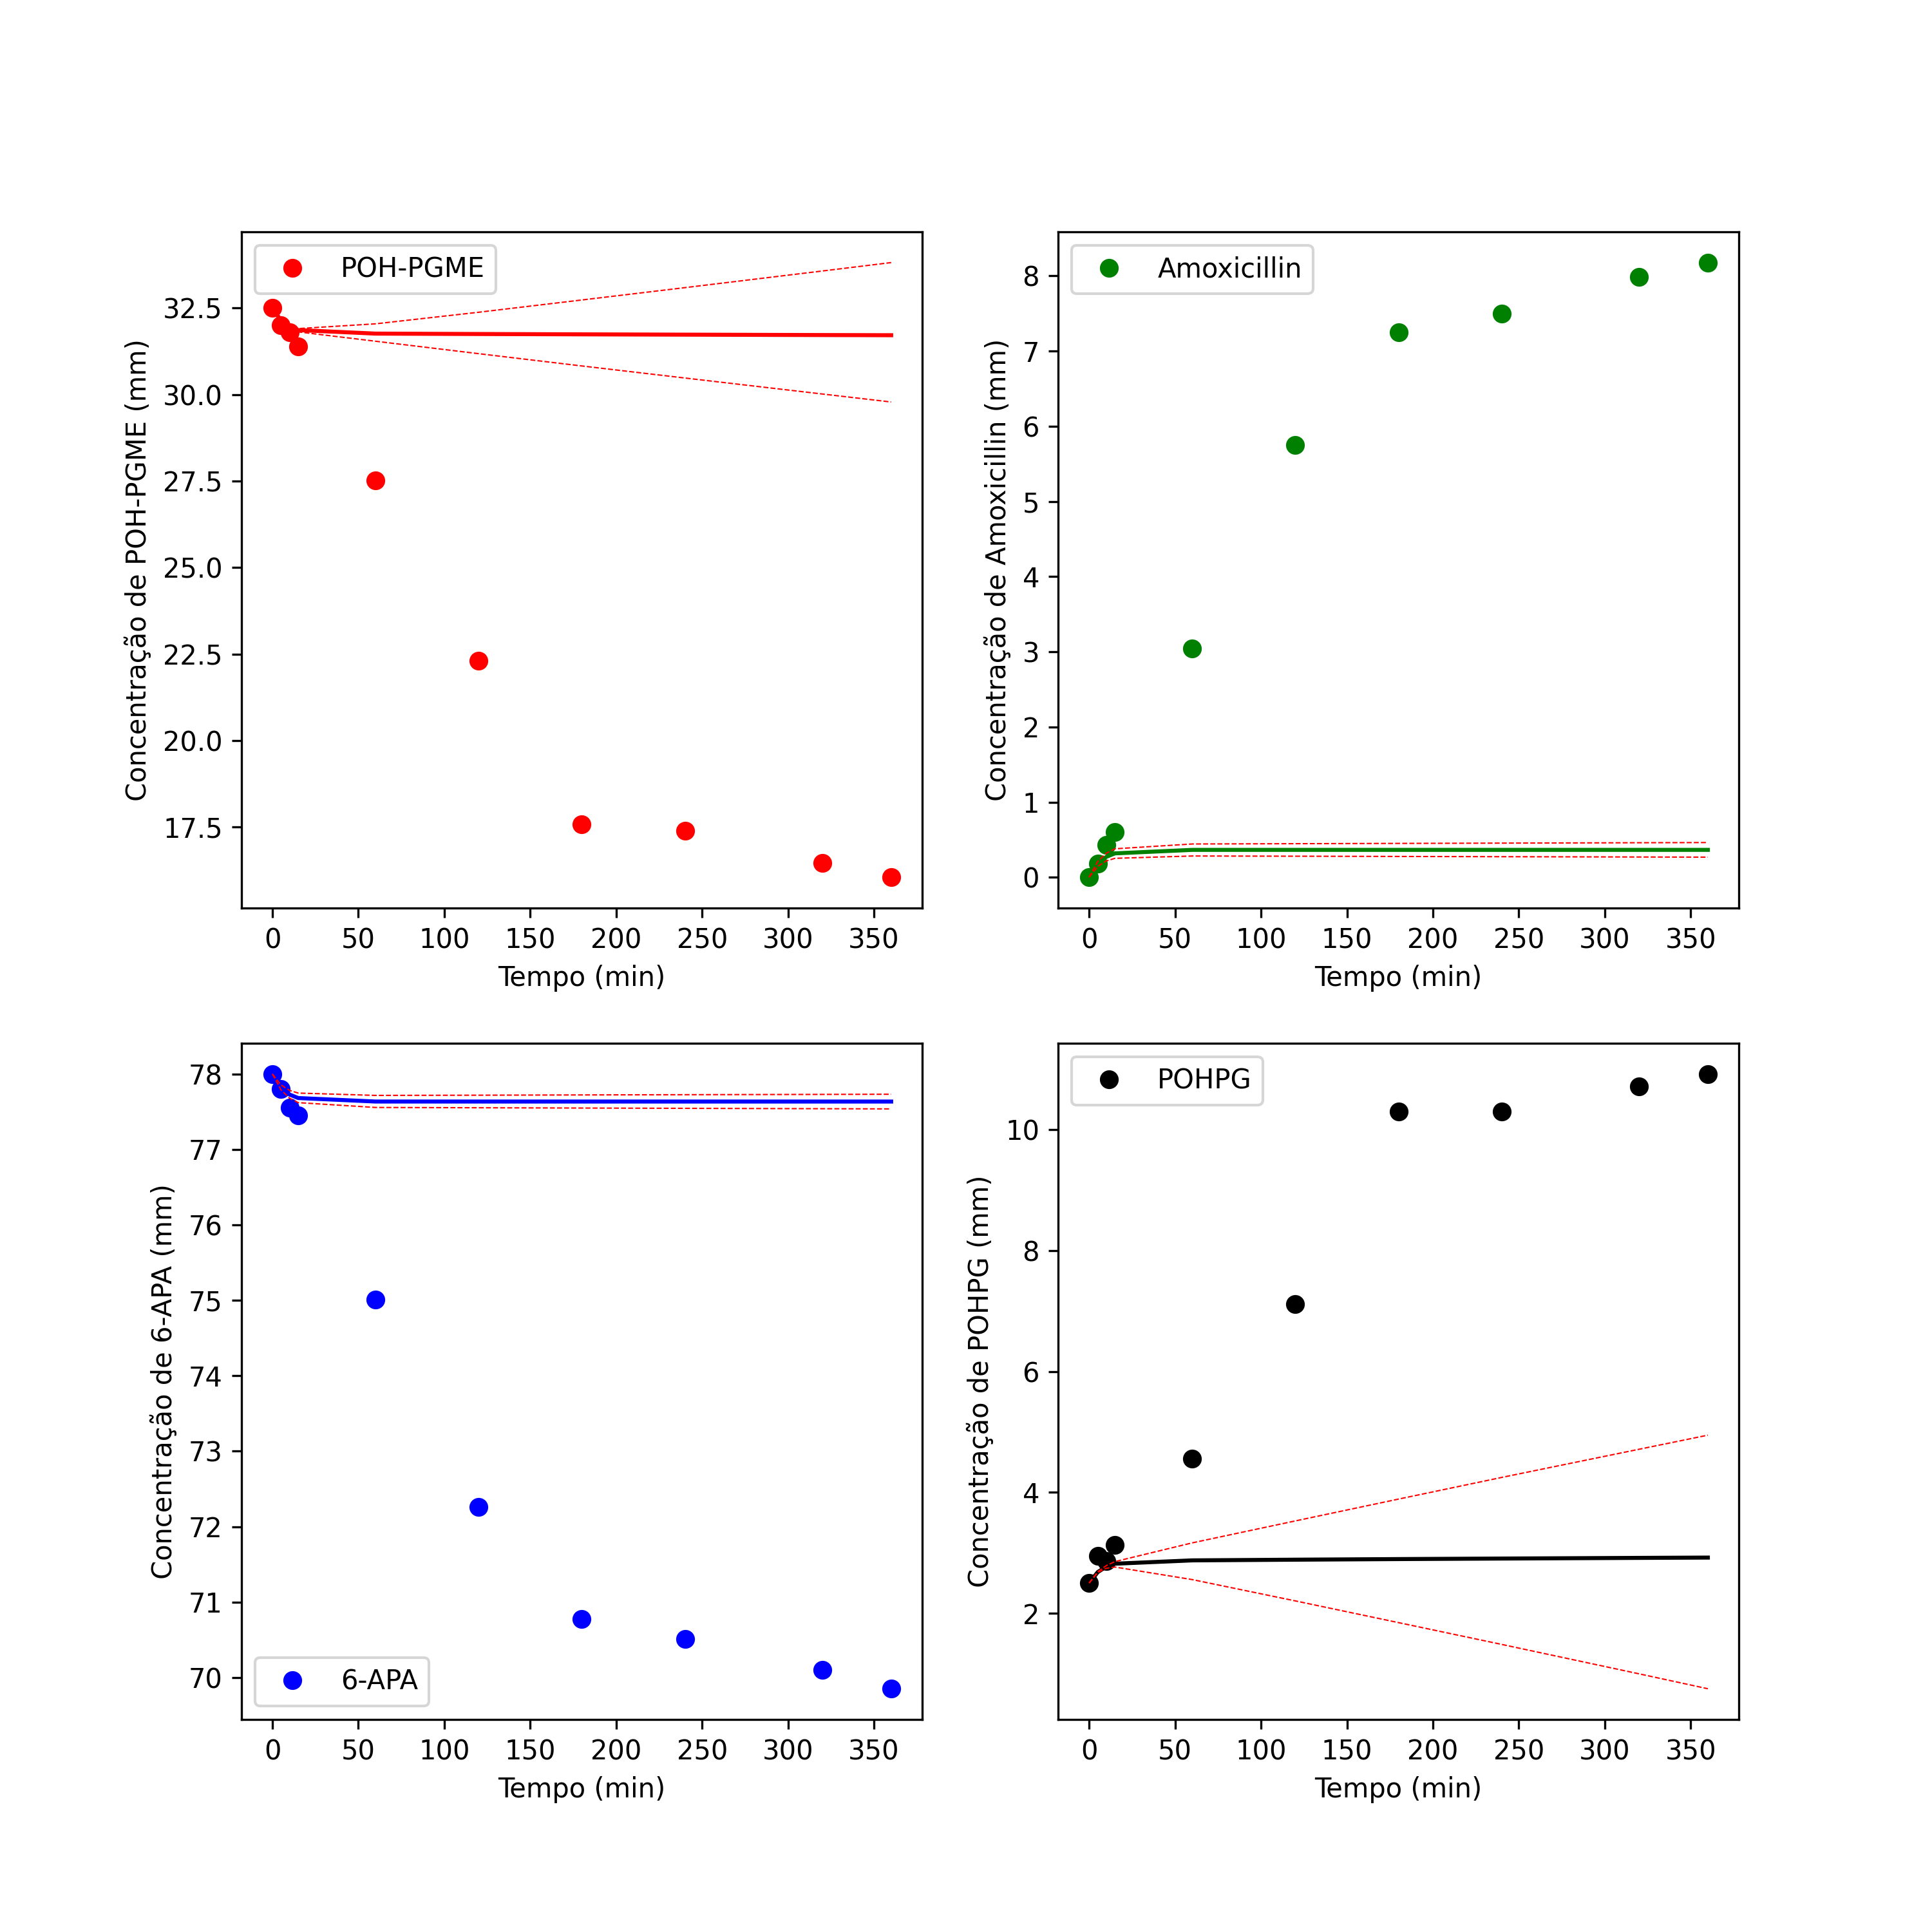 POH-PGME
Concentração de POH-PGME (mm)
32.5
30.0
27.5
25.0
22.5
20.0
17.5
0 50 100 150 200 250 300 350
Tempo (min)
Amoxicillin
Concentração de Amoxicillin (mm)
8
7
6
5
4
3
2
1
0
0 50 100 150 200 250 300 350
Tempo (min)
6-APA
Concentração de 6-APA (mm)
78
77
76
75
74
73
72
71
70
0 50 100 150 200 250 300 350
Tempo (min)
POHPG
Concentração de POHPG (mm)
10
8
6
4
2
0 50 100 150 200 250 300 350
Tempo (min)